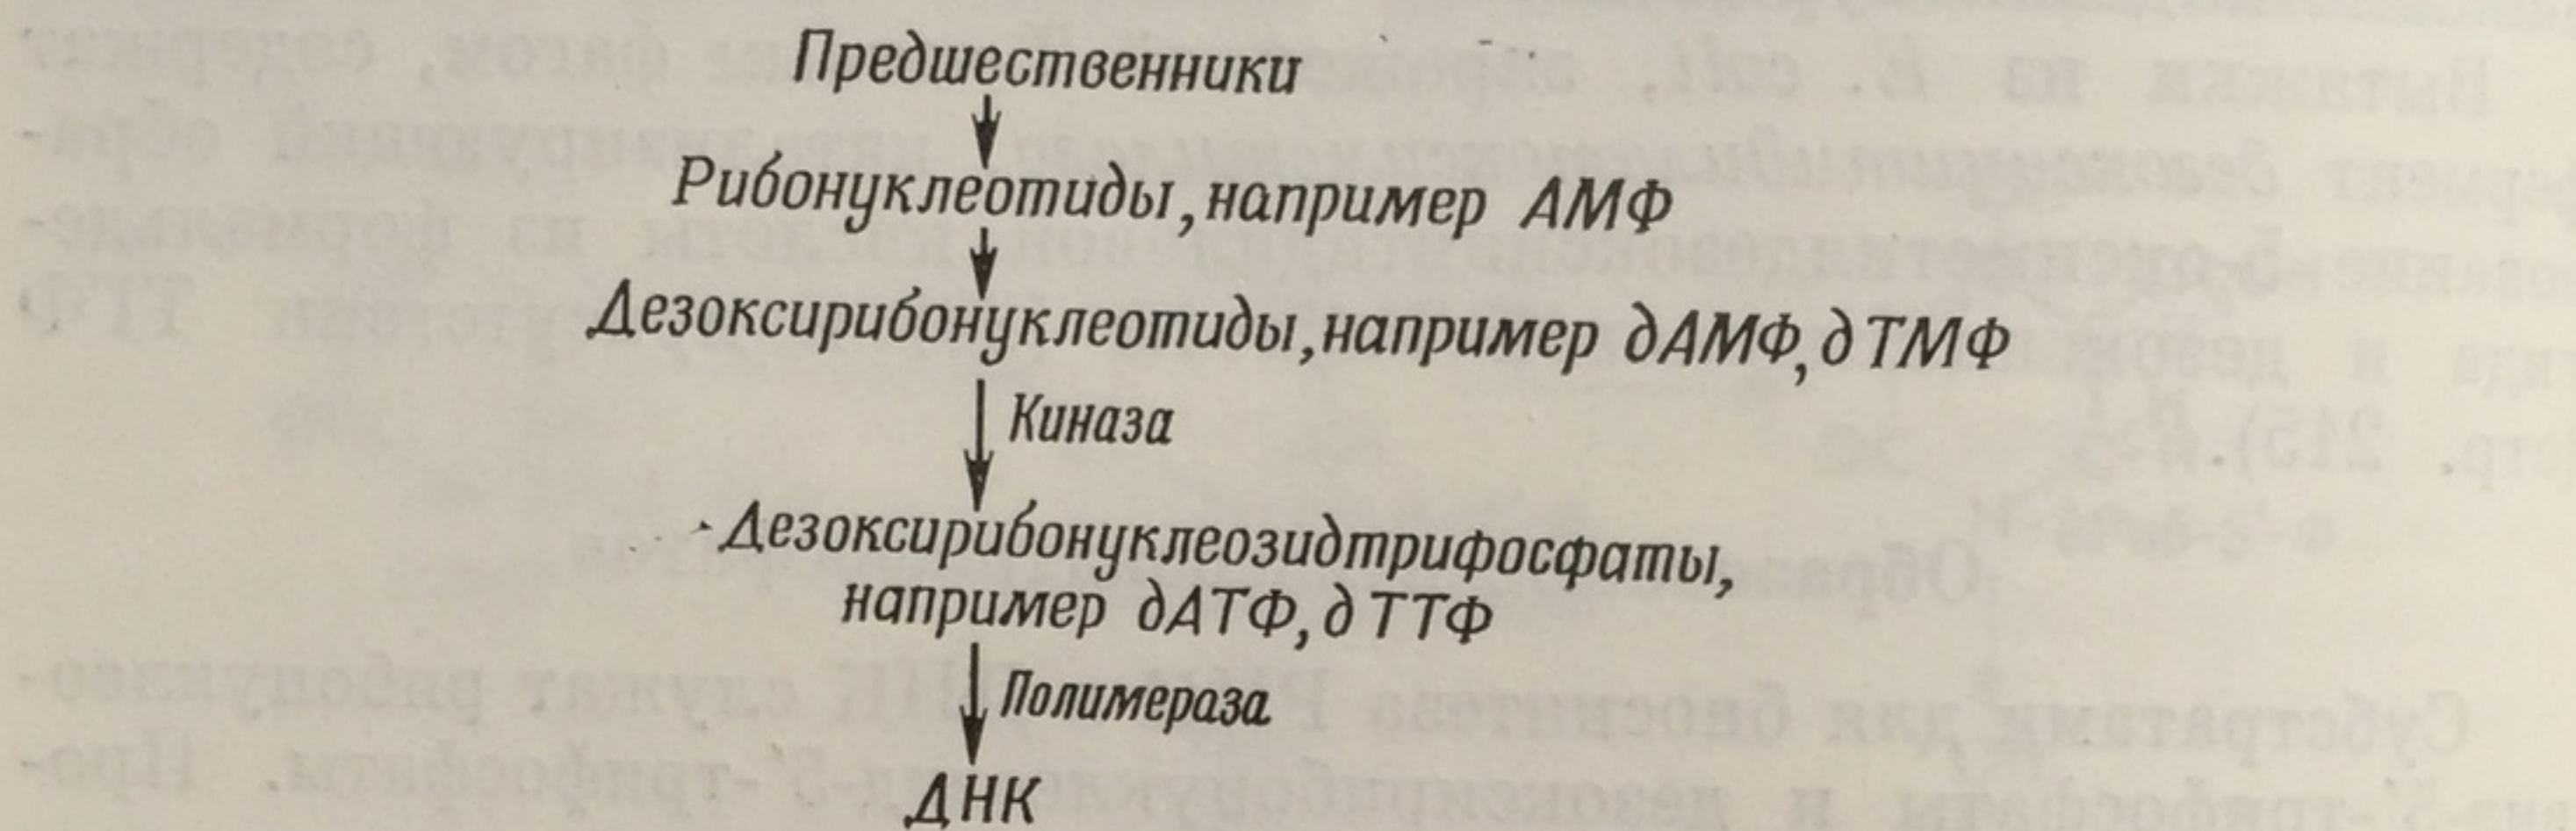 Предшественники
Рибонуклеотиды, например АМФ
Дезоксирибонуклеотиды, например дАМФ, дТМФ
Киназа
Дезоксирибонуклеозидтрифосфаты,
например дАТФ, дТТФ
Полимераза
ДНК